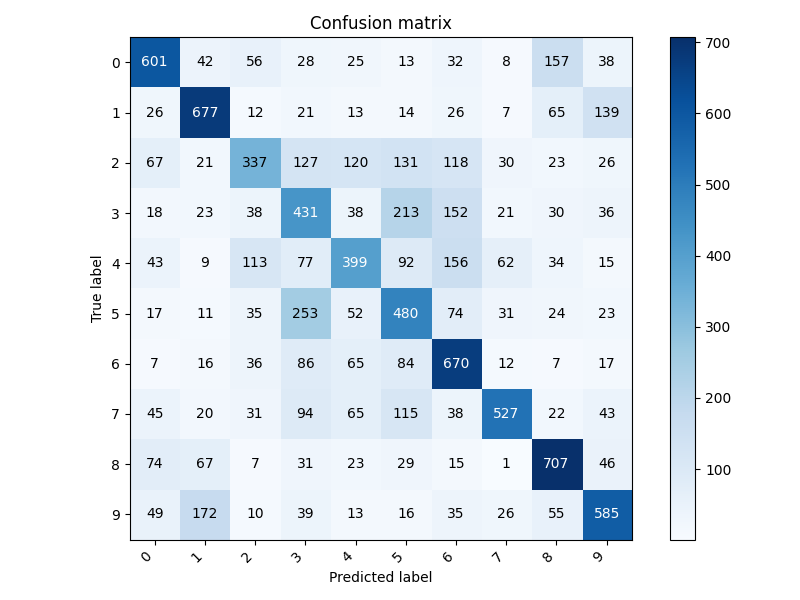 Confusion matrix
0 601 42 56 28 25 13 32 8 157 38
1 26 677 12 21 13 14 26 7 65 139
2 67 21 337 127 120 131 118 30 23 26
3 18 23 38 431 38 213 152 21 30 36
4 43 9 113 77 399 92 156 62 34 15
5 17 11 35 253 52 480 74 31 24 23
6 7 16 36 86 65 84 670 12 7 17
7 45 20 31 94 65 115 38 527 22 43
8 74 67 7 31 23 29 15 1 707 46
9 49 172 10 39 13 16 35 26 55 585
0 1 2 3 4 5 6 7 8 9
True label
Predicted label
700
600
500
400
300
200
100